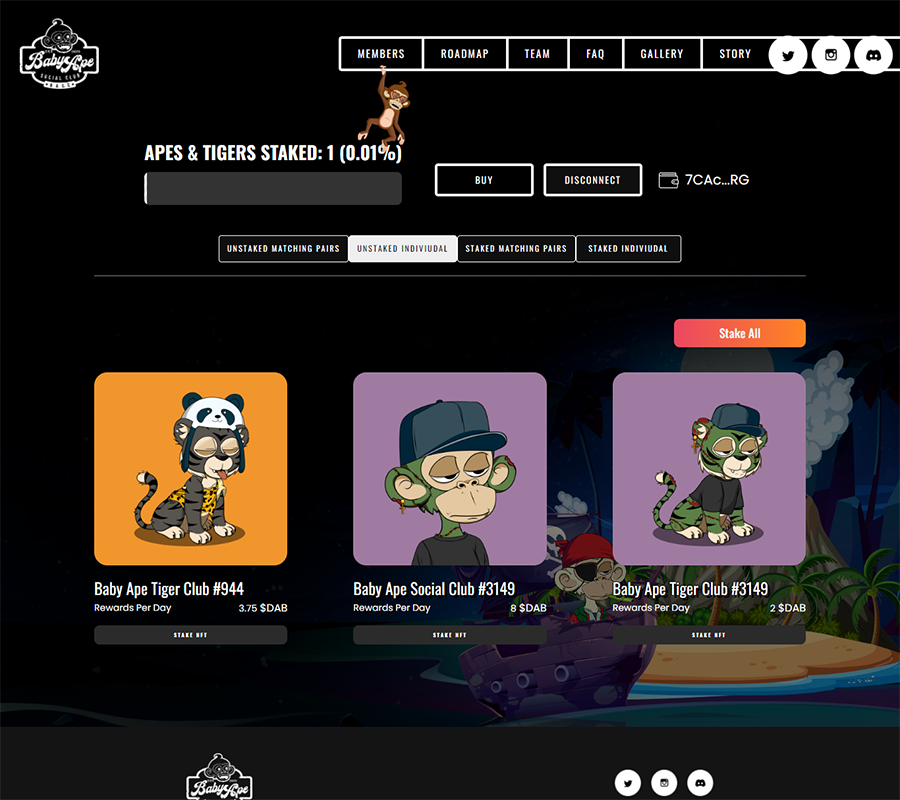 Baby Ape
SOCIAL CLUB
MEMBERS
ROADMAP
TEAM
FAQ
GALLERY
STORY
APES & TIGERS STAKED: 1 (0.01%)
BUY
DISCONNECT
7CAc...RG
UNSTAKED MATCHING PAIRS
UNSTAKED INDIVIUDAL
STAKED MATCHING PAIRS
STAKED INDIVIUDAL
Stake All
Baby Ape Tiger Club #944
Rewards Per Day 3.75 $DAB
STAKE NFT
Baby Ape Social Club #3149
Rewards Per Day 8 $DAB
STAKE NFT
Baby Ape Tiger Club #3149
Rewards Per Day 2 $DAB
STAKE NFT
Baby Ape